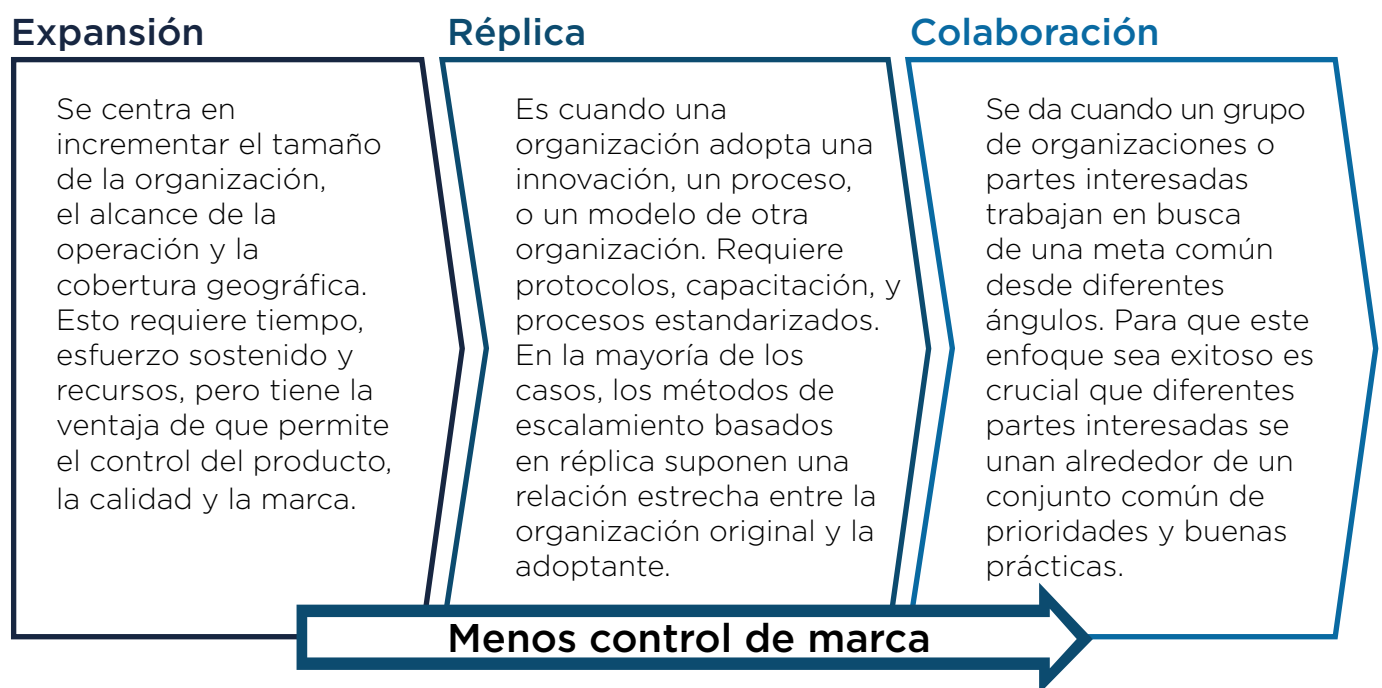 Expansión
Se centra en
incrementar el tamaño
de la organización,
el alcance de la
operación y la
cobertura geográfica.
Esto requiere tiempo,
esfuerzo sostenido y
recursos, pero tiene la
ventaja de que permite
el control del producto,
la calidad y la marca.
Réplica
Es cuando una
organización adopta una
innovación, un proceso,
o un modelo de otra
organización. Requiere
protocolos, capacitación, y
procesos estandarizados.
En la mayoría de los
casos, los métodos de
escalamiento basados
en réplica suponen una
relación estrecha entre la
organización original y la
adoptante.
Colaboración
Se da cuando un grupo
de organizaciones o
partes interesadas
trabajan en busca
de una meta común
desde diferentes
ángulos. Para que este
enfoque sea exitoso es
crucial que diferentes
partes interesadas se
unan alrededor de un
conjunto común de
prioridades y buenas
prácticas.
Menos control de marca